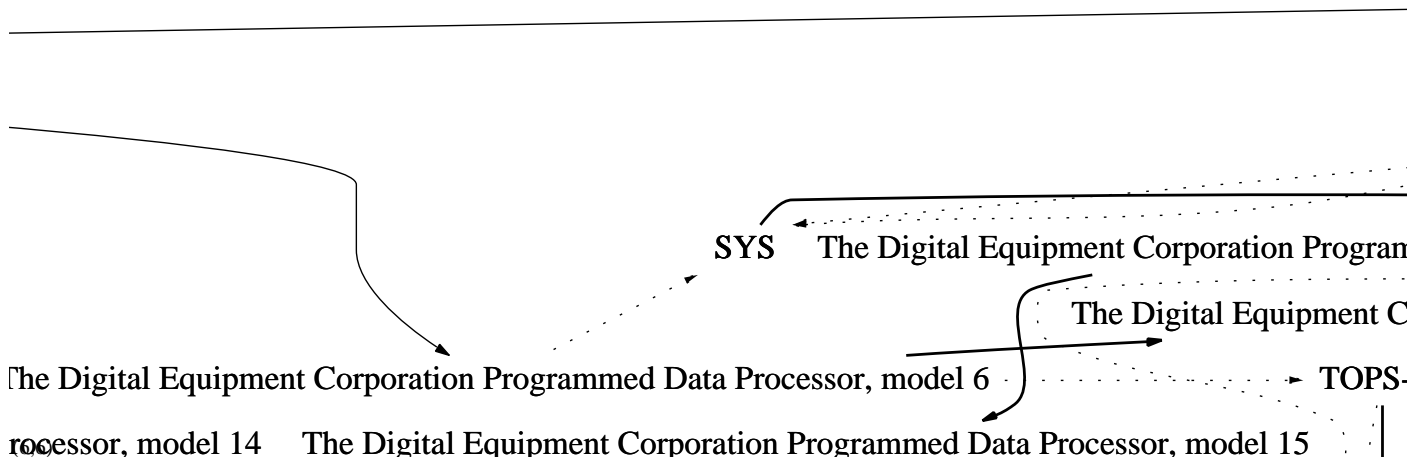 SYS The Digital Equipment Corporation Program
The Digital Equipment C
The Digital Equipment Corporation Programmed Data Processor, model 6 TOPS-
rocessor, model 14 The Digital Equipment Corporation Programmed Data Processor, model 15